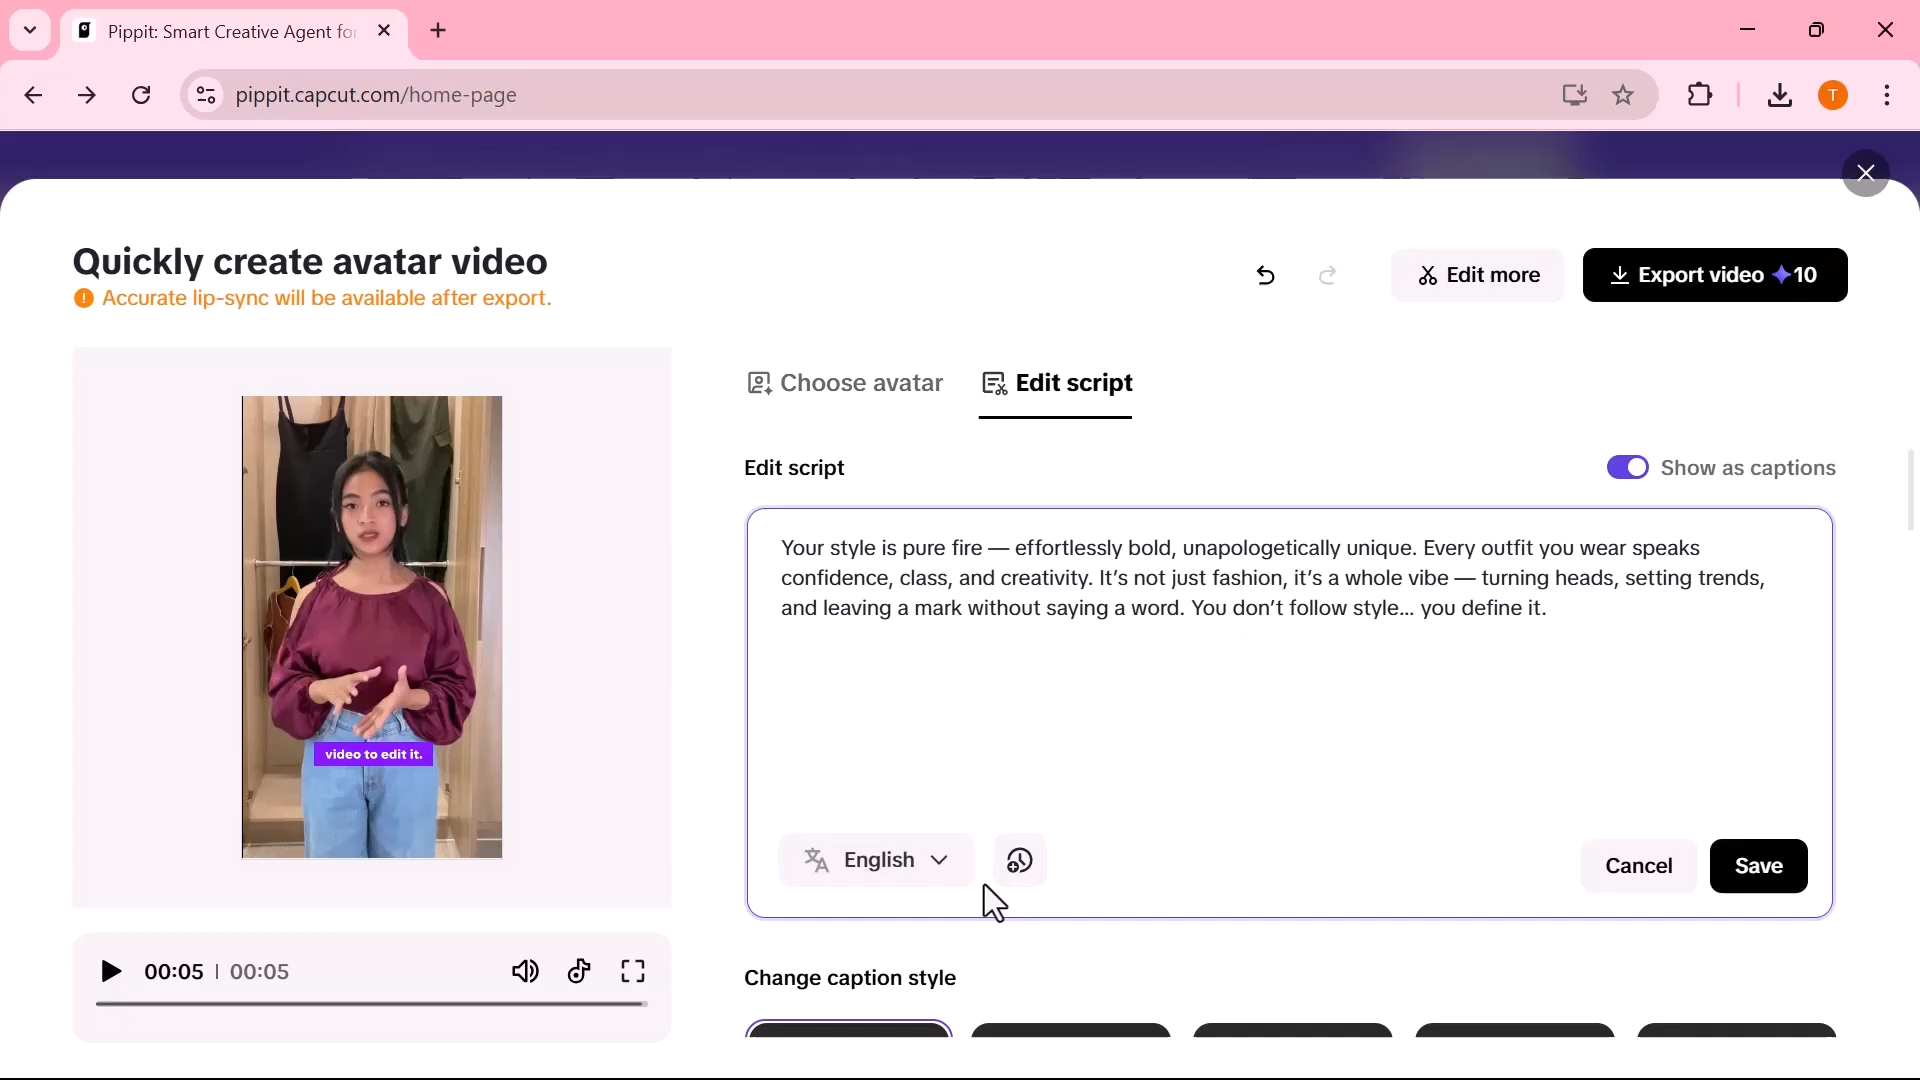 Pippit: Smart Creative Agent for
pippit.capcut.com/home-page
T
Quickly create avatar video
Accurate lip-sync will be available after export.
Edit more
Export video 10
Choose avatar
Edit script
Edit script
Show as captions
Your style is pure fire — effortlessly bold, unapologetically unique. Every outfit you wear speaks
confidence, class, and creativity. It’s not just fashion, it’s a whole vibe — turning heads, setting trends,
and leaving a mark without saying a word. You don’t follow style... you define it.
video to edit it.
English
Cancel
Save
00:05 | 00:05
Change caption style